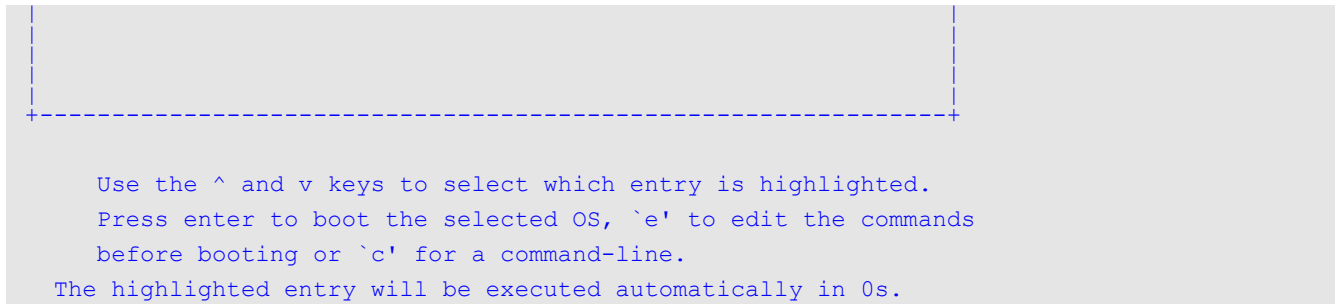 |                                                                |
|                                                                |
|                                                                |
|                                                                |
|                                                                |
+----------------------------------------------------------------+
Use the ^ and v keys to select which entry is highlighted.
Press enter to boot the selected OS, `e' to edit the commands
before booting or `c' for a command-line.
The highlighted entry will be executed automatically in 0s.